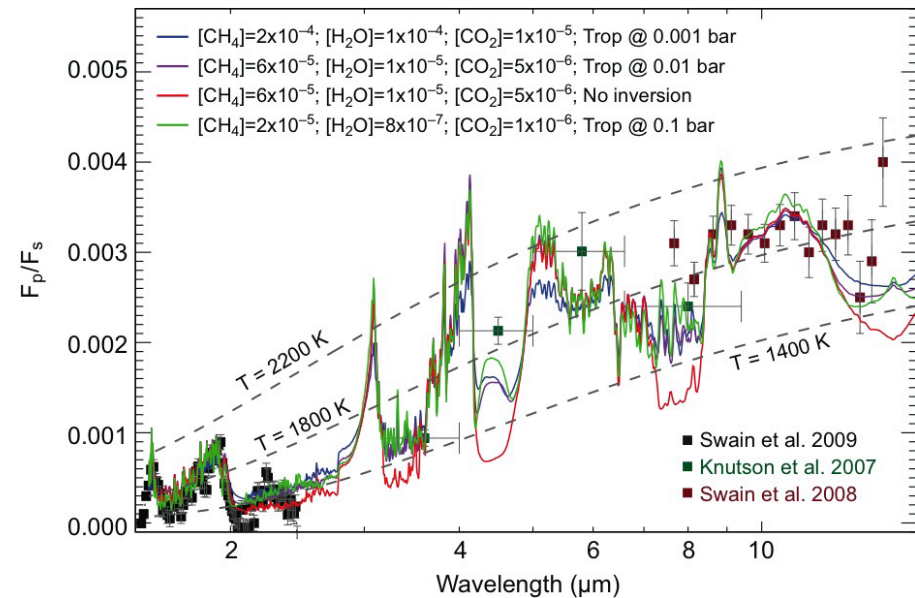 [CH4]=2x10−4; [H2O]=1x10−4; [CO2]=1x10−5; Trop @ 0.001 bar
[CH4]=6x10−5; [H2O]=1x10−5; [CO2]=5x10−6; Trop @ 0.01 bar
[CH4]=6x10−5; [H2O]=1x10−5; [CO2]=5x10−6; No inversion
[CH4]=2x10−5; [H2O]=8x10−7; [CO2]=1x10−6; Trop @ 0.1 bar
0.005
0.004
0.003
0.002
0.001
0.000
Fp/Fs
T = 2200 K
T = 1800 K
T = 1400 K
Swain et al. 2009
Knutson et al. 2007
Swain et al. 2008
2
4
6
8
10
Wavelength (μm)